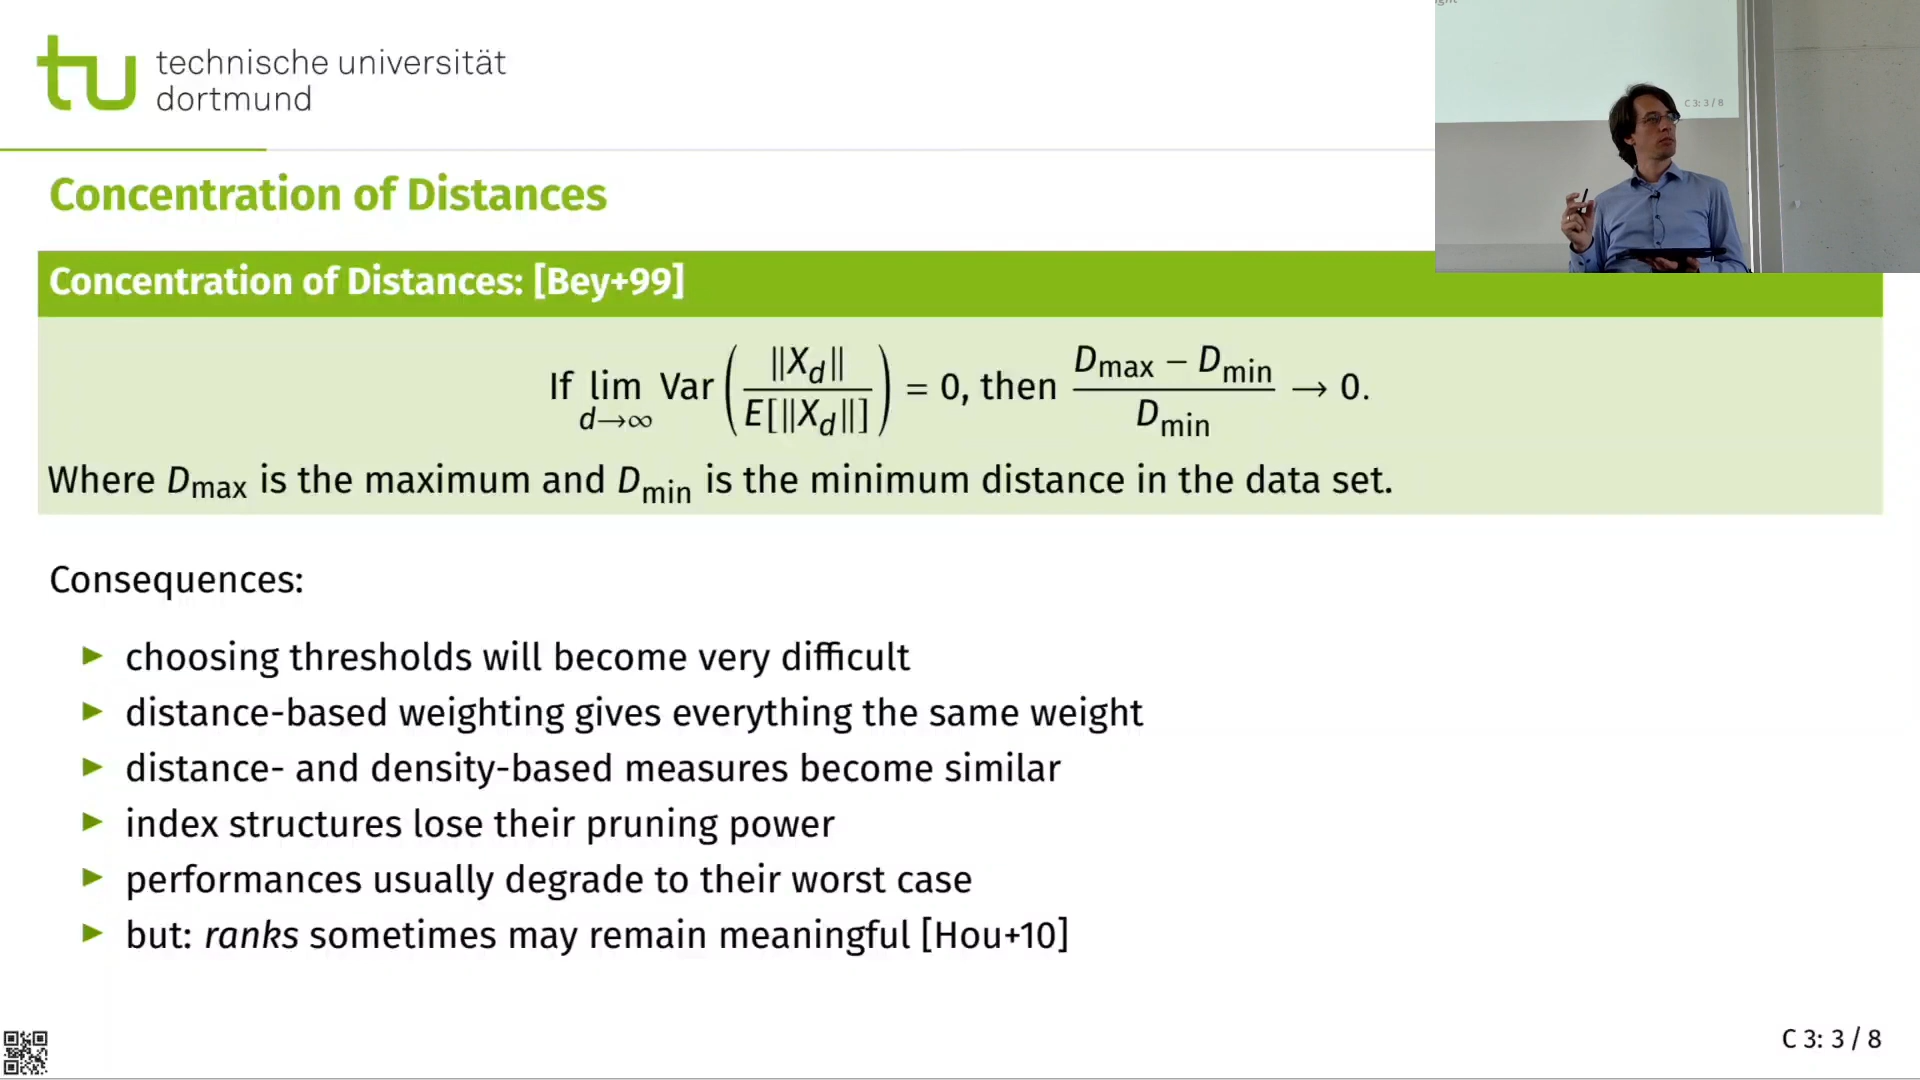 technische universität
dortmund
Concentration of Distances
Concentration of Distances: [Bey+99]
If lim_{d→∞} Var(‖X_d‖ / E[‖X_d‖]) = 0, then (D_max − D_min) / D_min → 0.
Where D_max is the maximum and D_min is the minimum distance in the data set.
Consequences:
▶ choosing thresholds will become very difficult
▶ distance-based weighting gives everything the same weight
▶ distance- and density-based measures become similar
▶ index structures lose their pruning power
▶ performances usually degrade to their worst case
▶ but: ranks sometimes may remain meaningful [Hou+10]
C 3: 3 / 8
C 3: 3 / 8